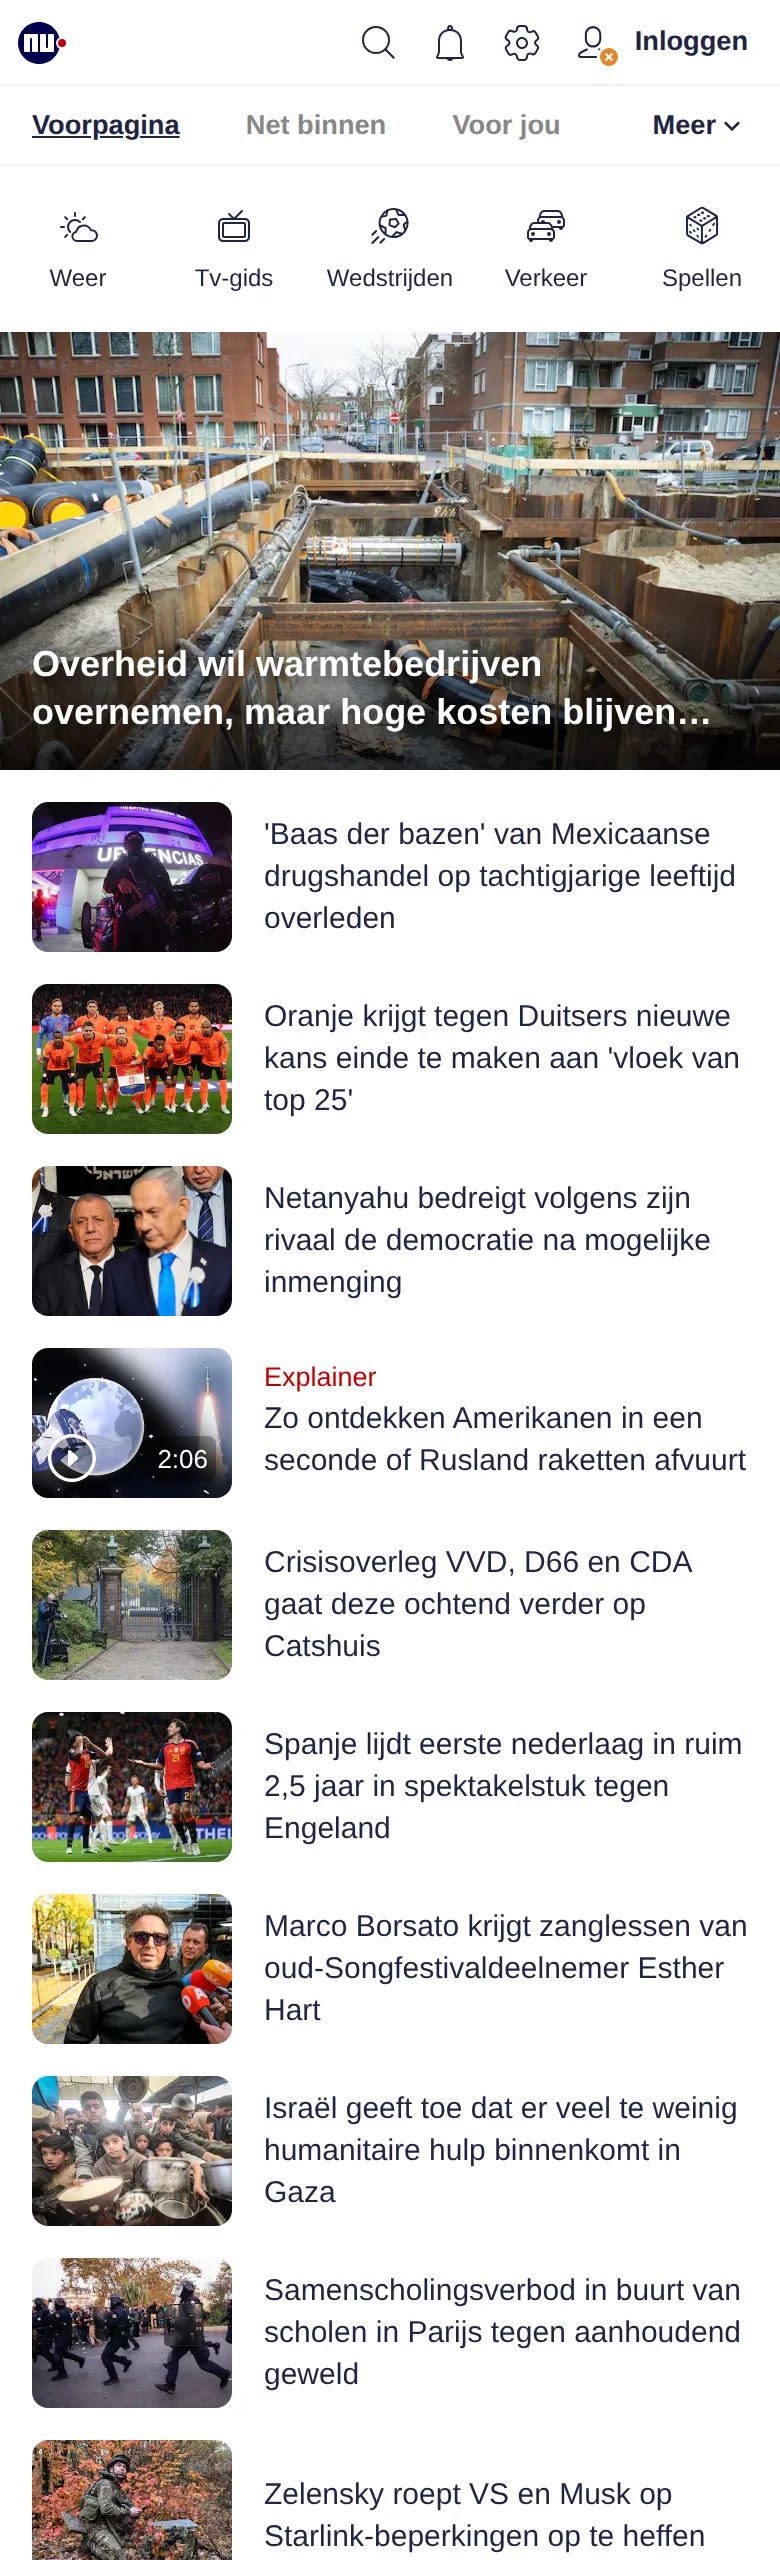 nu
Inloggen
Voorpagina
Net binnen
Voor jou
Meer
Weer
Tv-gids
Wedstrijden
Verkeer
Spellen
Overheid wil warmtebedrijven
overnemen, maar hoge kosten blijven...
'Baas der bazen' van Mexicaanse
drugshandel op tachtigjarige leeftijd
overleden
Oranje krijgt tegen Duitsers nieuwe
kans einde te maken aan 'vloek van
top 25'
Netanyahu bedreigt volgens zijn
rivaal de democratie na mogelijke
inmenging
Explainer
2:06
Zo ontdekken Amerikanen in een
seconde of Rusland raketten afvuurt
Crisisoverleg VVD, D66 en CDA
gaat deze ochtend verder op
Catshuis
Spanje lijdt eerste nederlaag in ruim
2,5 jaar in spektakelstuk tegen
Engeland
Marco Borsato krijgt zanglessen van
oud-Songfestivaldeelnemer Esther
Hart
Israël geeft toe dat er veel te weinig
humanitaire hulp binnenkomt in
Gaza
Samenscholingsverbod in buurt van
scholen in Parijs tegen aanhoudend
geweld
Zelensky roept VS en Musk op
Starlink-beperkingen op te heffen